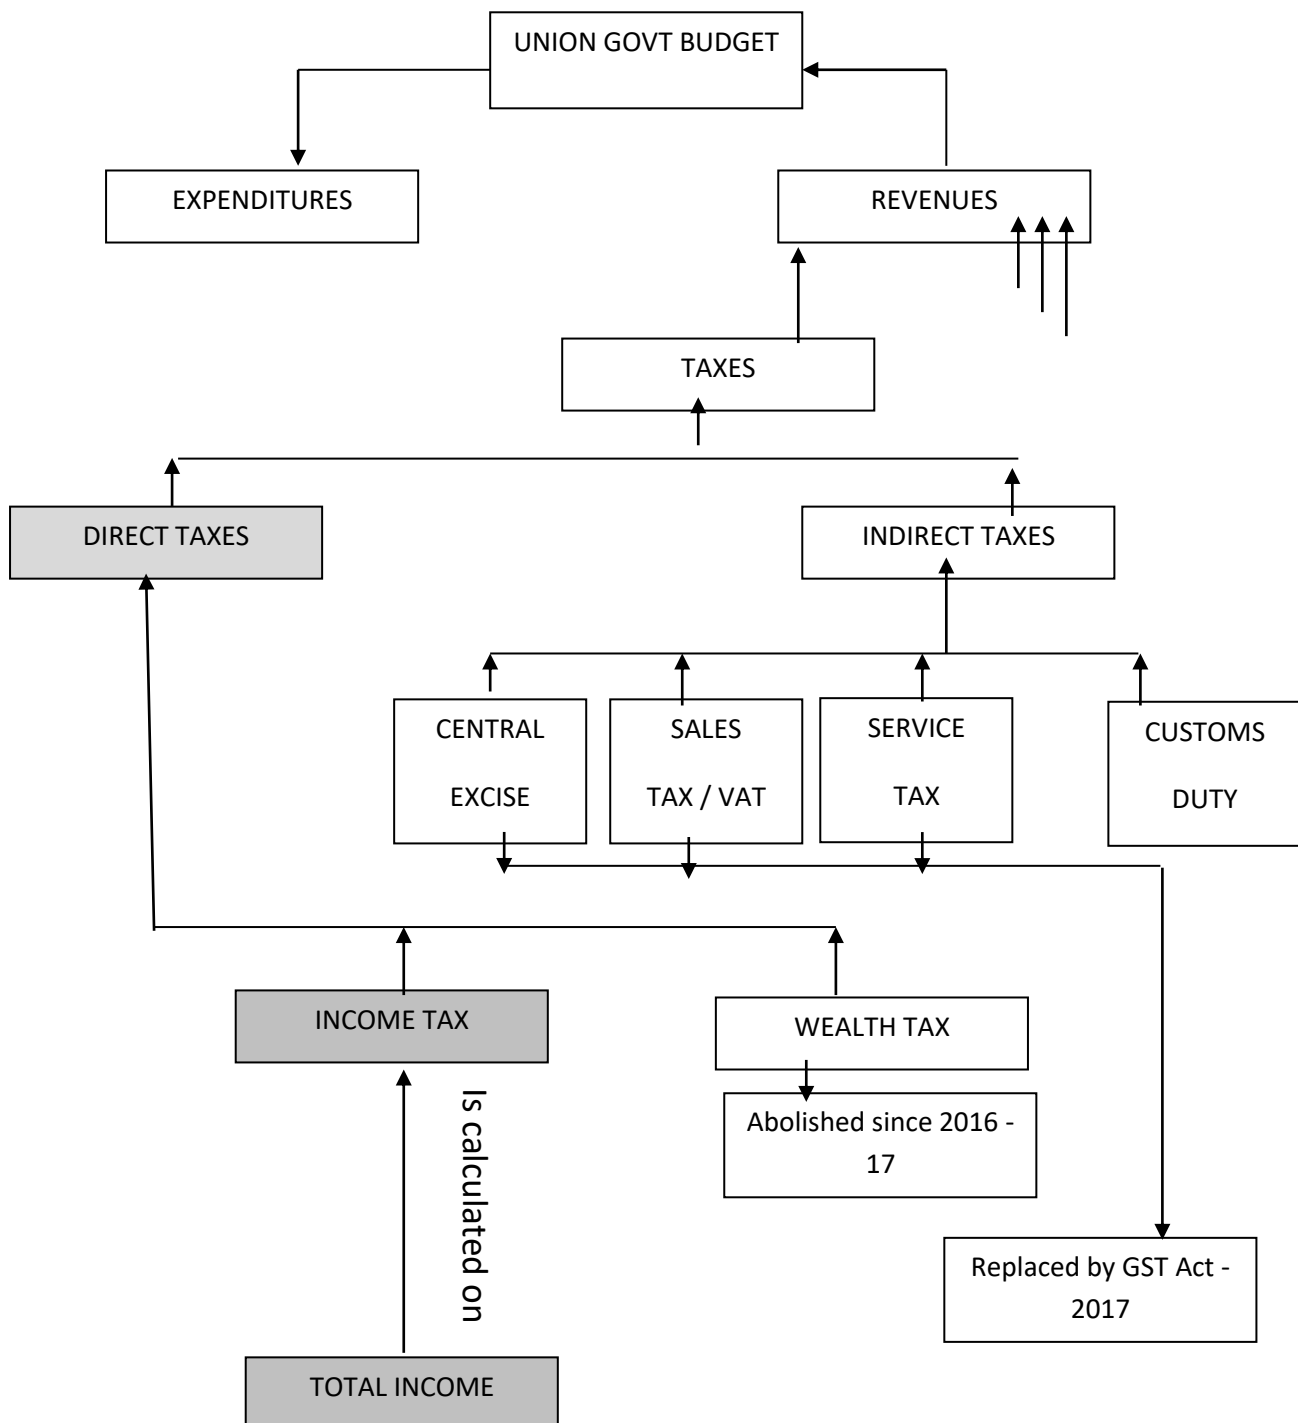 UNION GOVT BUDGET
EXPENDITURES
REVENUES
TAXES
DIRECT TAXES
INDIRECT TAXES
CENTRAL
EXCISE
SALES
TAX / VAT
SERVICE
TAX
CUSTOMS
DUTY
INCOME TAX
WEALTH TAX
Is calculated on
Abolished since 2016 -
17
Replaced by GST Act -
2017
TOTAL INCOME